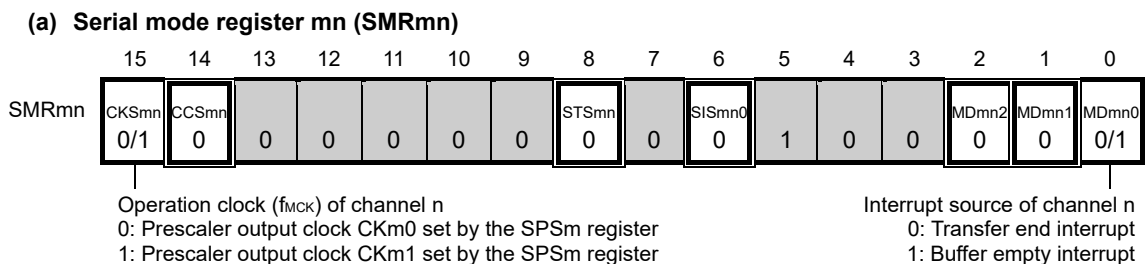 (a) Serial mode register mn (SMRmn)
15 14 13 12 11 10 9 8 7 6 5 4 3 2 1 0
SMRmn
CKSmn CCSmn STSmn SISmn0 MDmn2 MDmn1 MDmn0
0/1 0 0 0 0 0 0 0 0 0 1 0 0 0 0 0/1
Operation clock (fMCK) of channel n
0: Prescaler output clock CKm0 set by the SPSm register
1: Prescaler output clock CKm1 set by the SPSm register
Interrupt source of channel n
0: Transfer end interrupt
1: Buffer empty interrupt